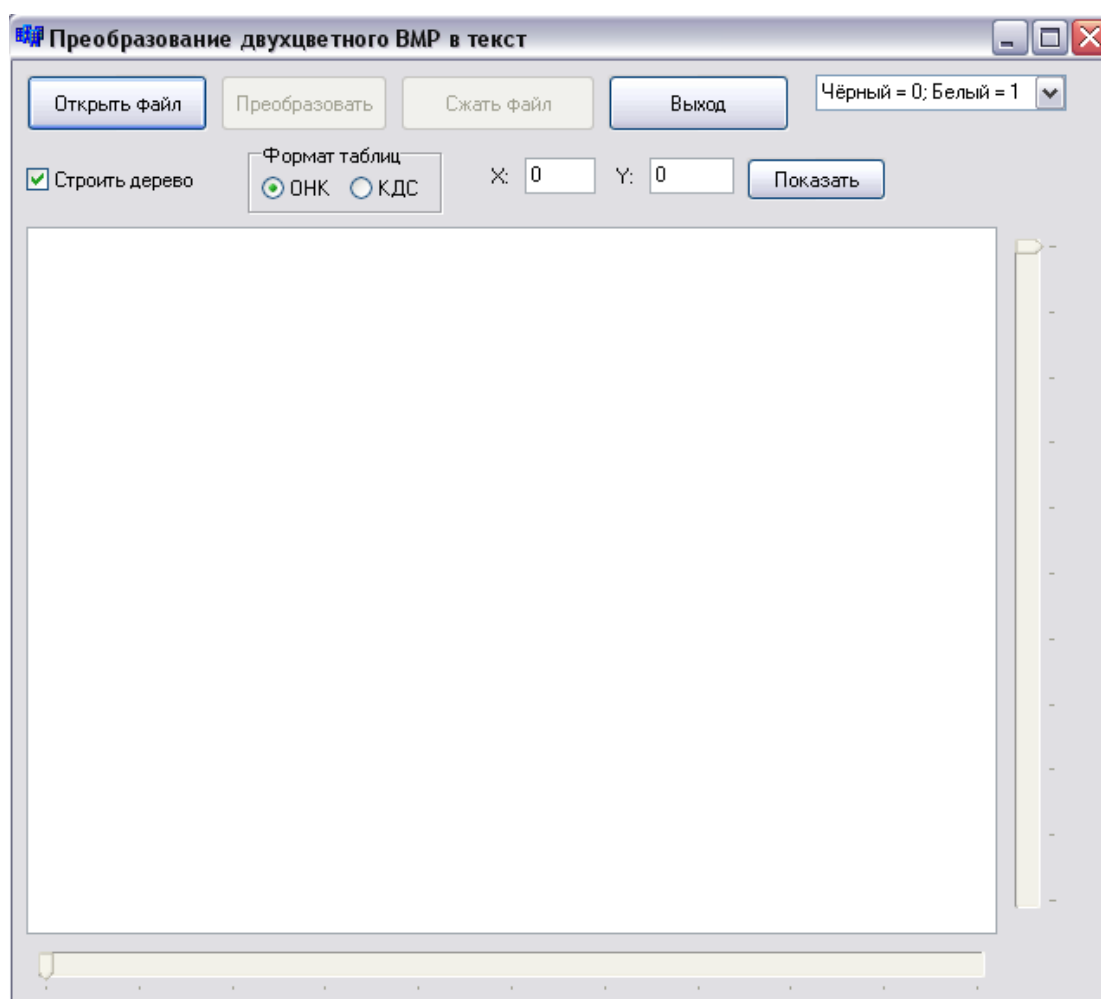 Преобразование двухцветного BMP в текст
Открыть файл Преобразовать Сжать файл Выход Чёрный = 0; Белый = 1
Формат таблиц
Строить дерево ОНК КДС X: 0 Y: 0 Показать